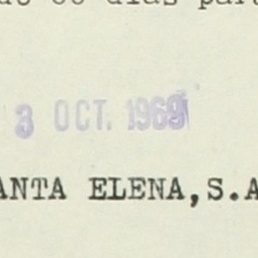 3 OCT. 1969
ANTA ELENA, S.A